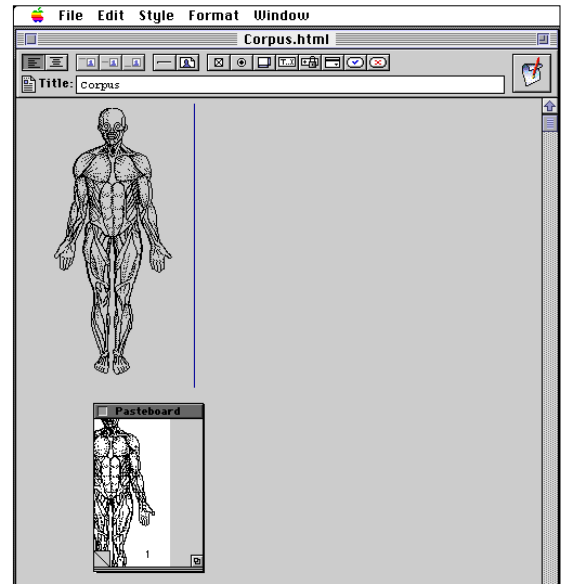 File Edit Style Format Window
Corpus.html
Title: Corpus
Pasteboard
1